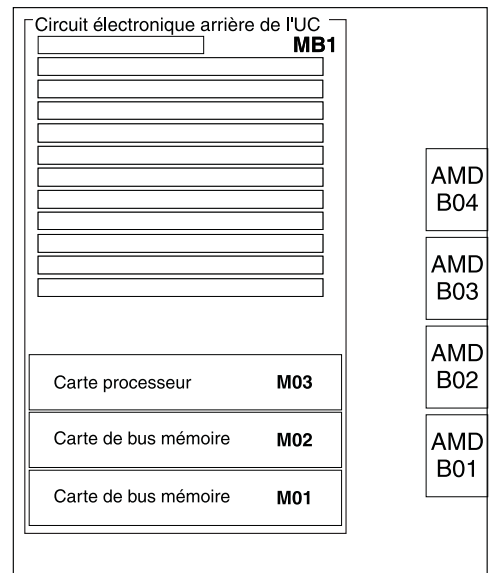 Circuit électronique arrière de l'UC
MB1
AMD
B04
AMD
B03
AMD
B02
AMD
B01
Carte processeur M03
Carte de bus mémoire M02
Carte de bus mémoire M01